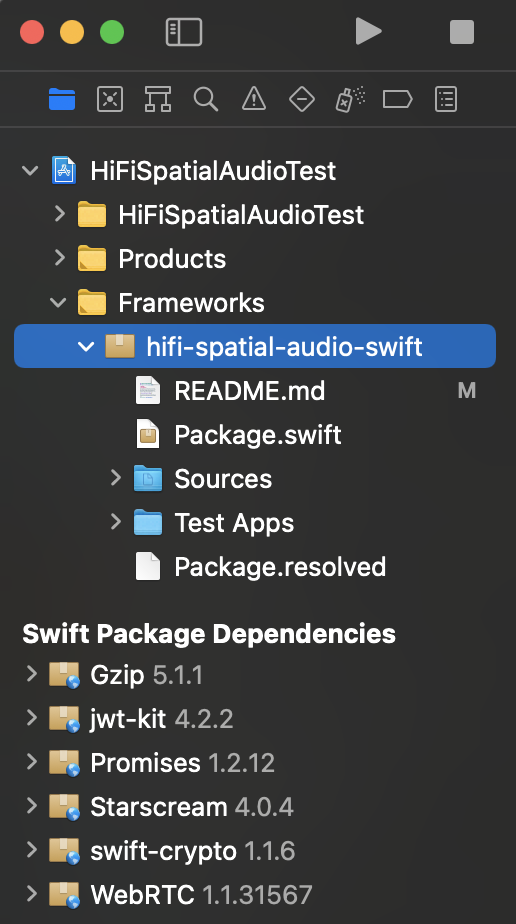 HiFiSpatialAudioTest
HiFiSpatialAudioTest
Products
Frameworks
hifi-spatial-audio-swift
README.md M
Package.swift
Sources
Test Apps
Package.resolved
Swift Package Dependencies
Gzip 5.1.1
jwt-kit 4.2.2
Promises 1.2.12
Starscream 4.0.4
swift-crypto 1.1.6
WebRTC 1.1.31567